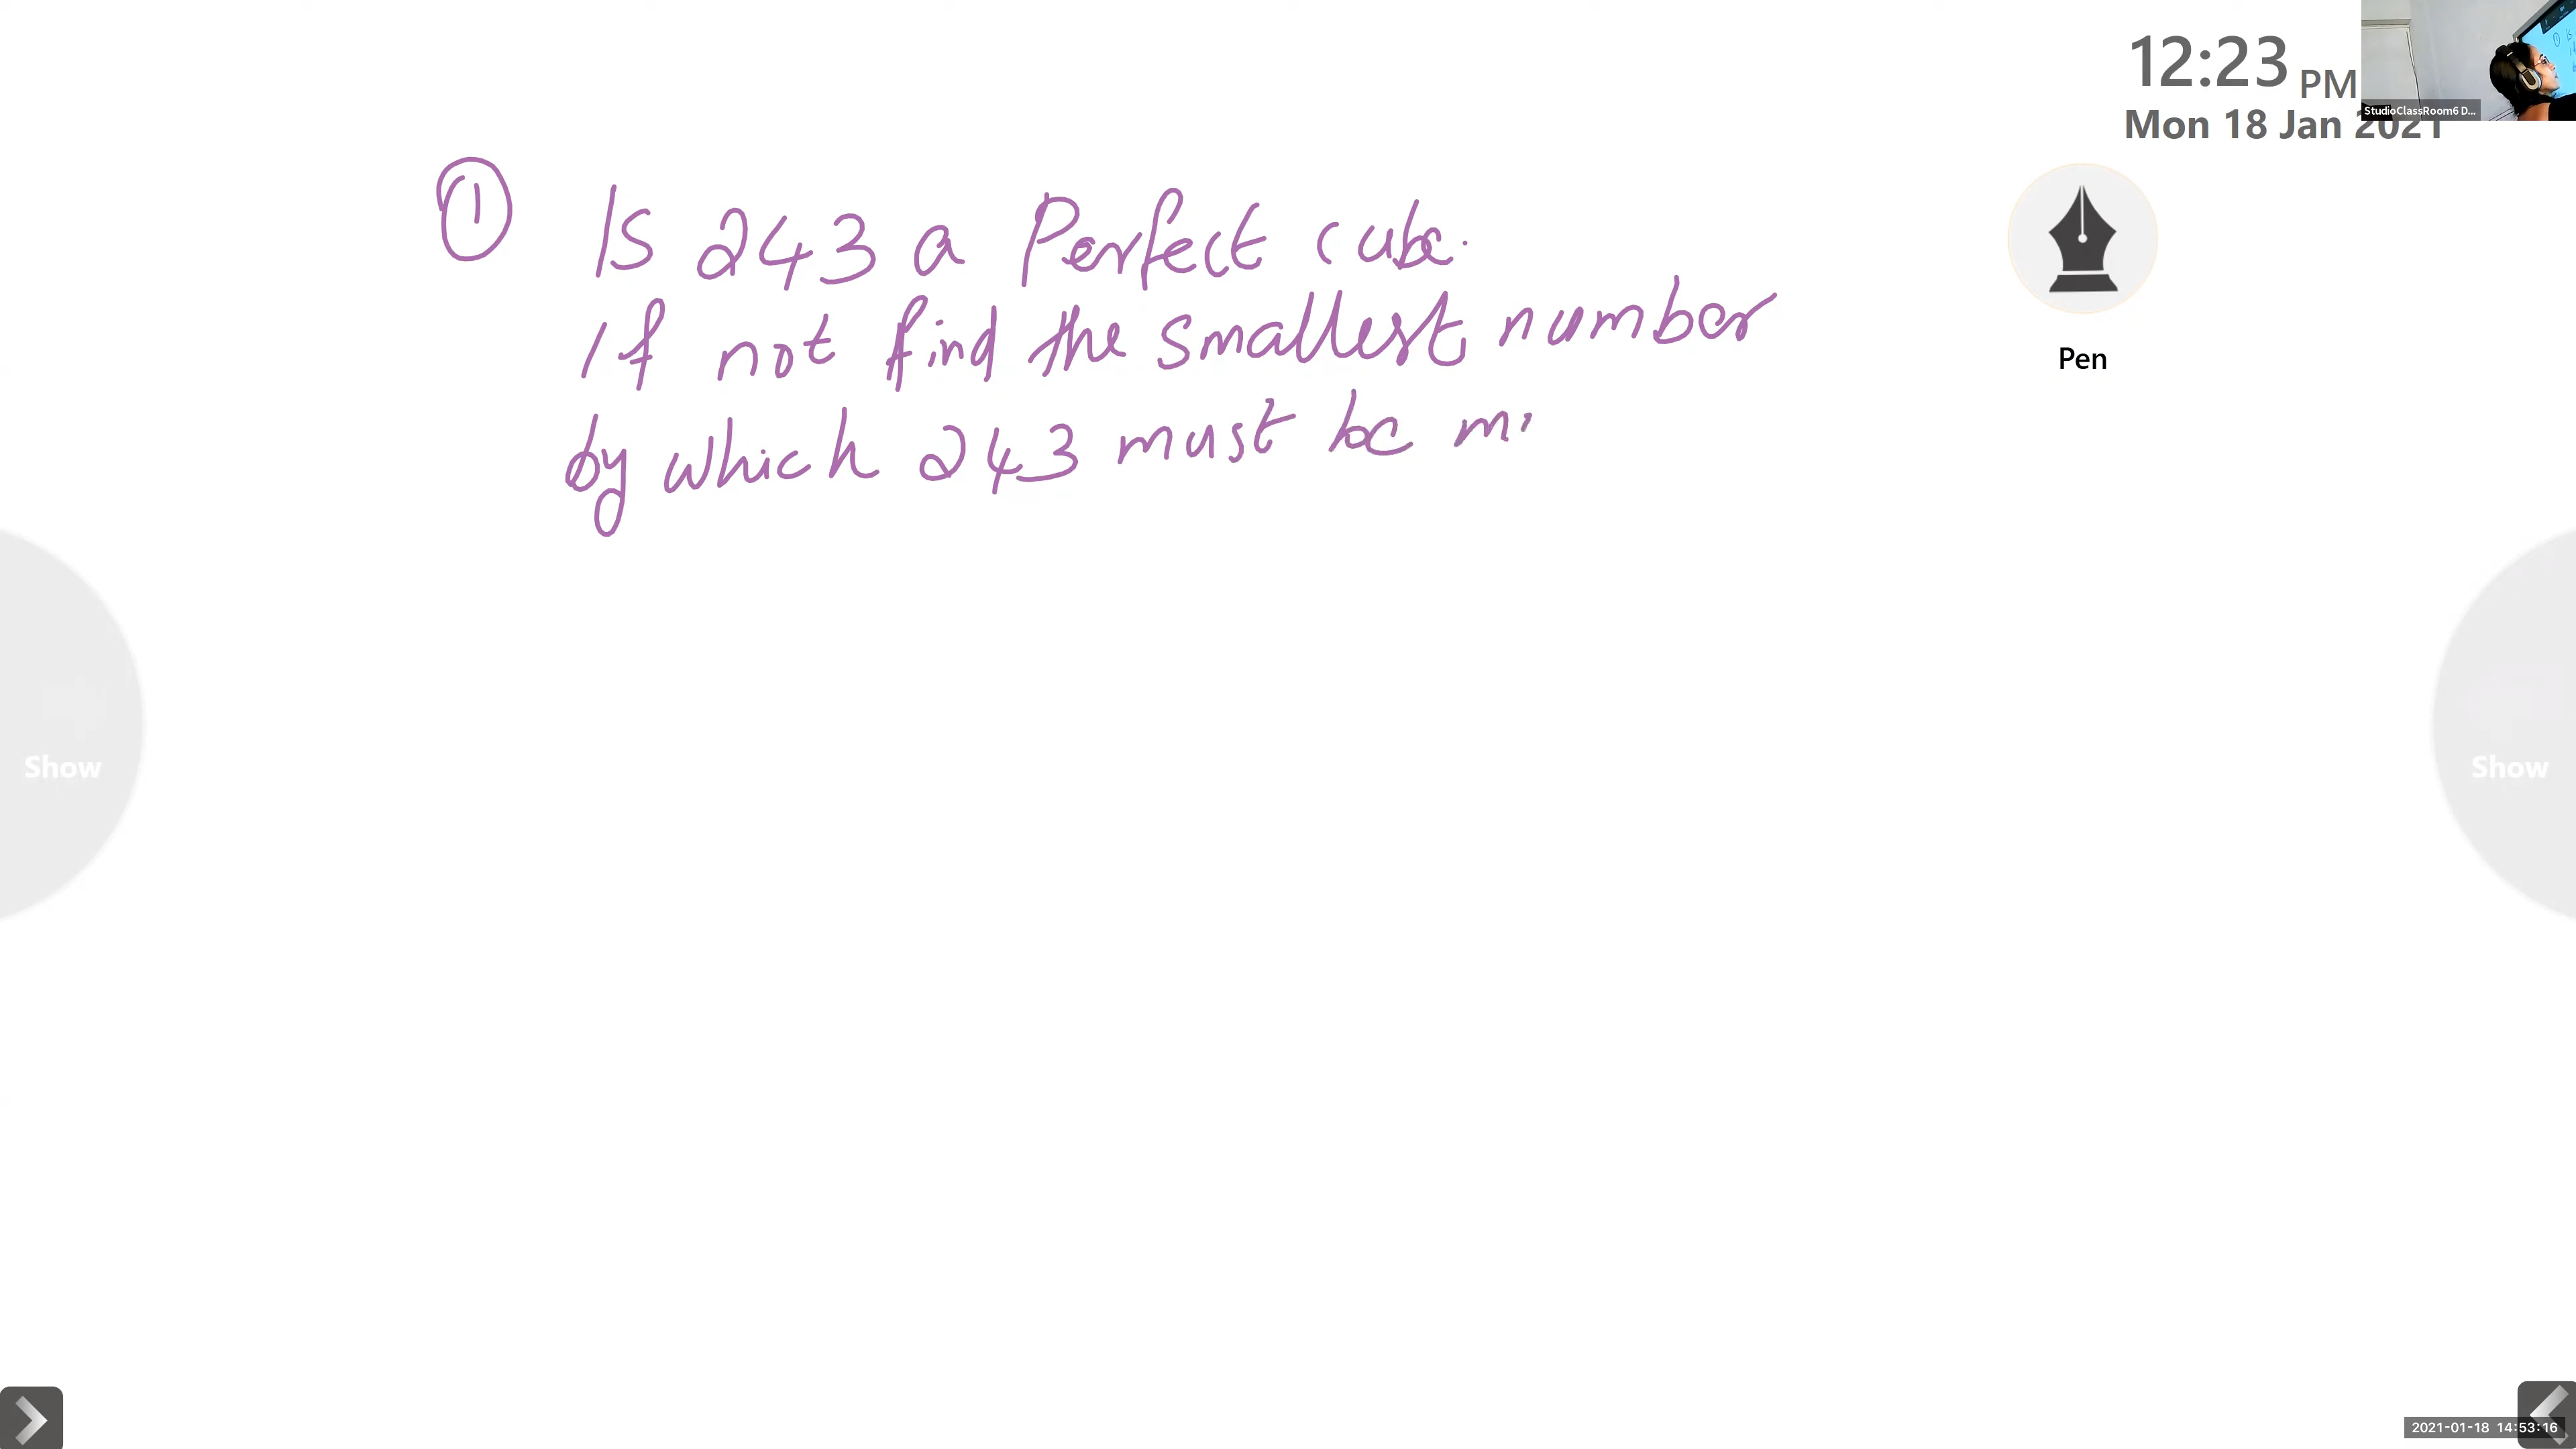 12:23 PM
StudioClassRoom6 D...
Mon 18 Jan 2021
① Is 243 a Perfect cube.
If not find the smallest number
by which 243 must be m
Pen
Show
Show
2021-01-18 14:53:16